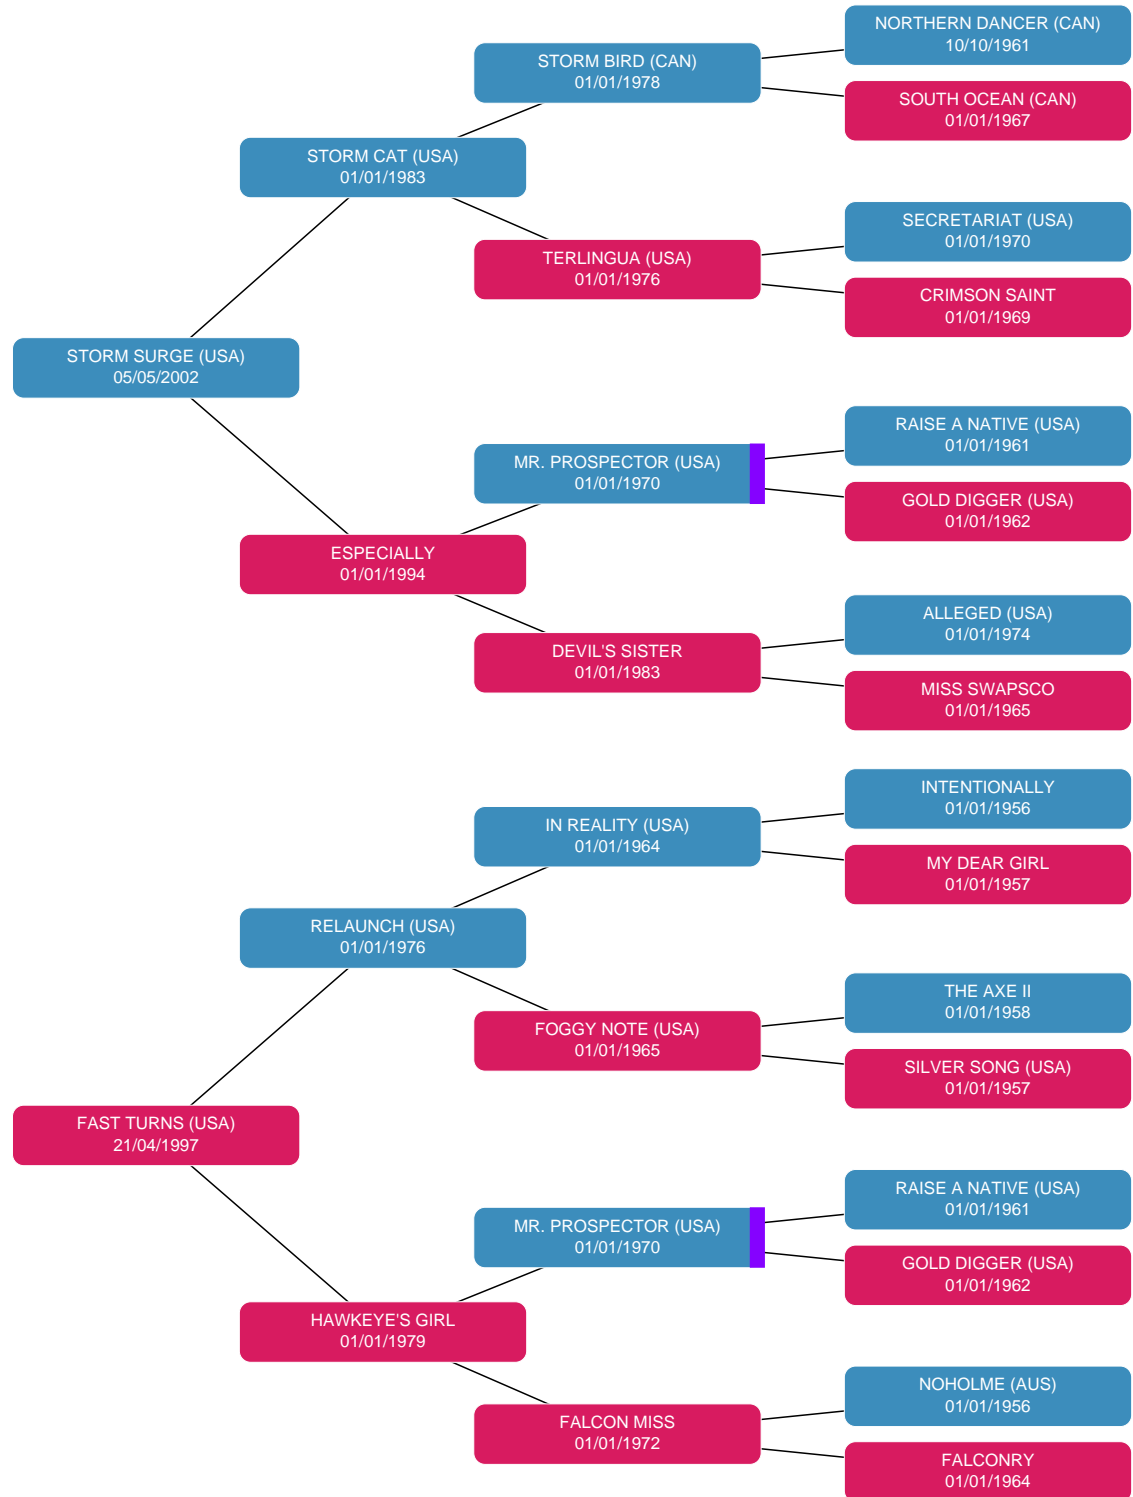 NORTHERN DANCER (CAN)
10/10/1961
STORM BIRD (CAN)
01/01/1978
SOUTH OCEAN (CAN)
01/01/1967
STORM CAT (USA)
01/01/1983
SECRETARIAT (USA)
01/01/1970
TERLINGUA (USA)
01/01/1976
CRIMSON SAINT
01/01/1969
STORM SURGE (USA)
05/05/2002
RAISE A NATIVE (USA)
01/01/1961
MR. PROSPECTOR (USA)
01/01/1970
GOLD DIGGER (USA)
01/01/1962
ESPECIALLY
01/01/1994
ALLEGED (USA)
01/01/1974
DEVIL'S SISTER
01/01/1983
MISS SWAPSCO
01/01/1965
INTENTIONALLY
01/01/1956
IN REALITY (USA)
01/01/1964
MY DEAR GIRL
01/01/1957
RELAUNCH (USA)
01/01/1976
THE AXE II
01/01/1958
FOGGY NOTE (USA)
01/01/1965
SILVER SONG (USA)
01/01/1957
FAST TURNS (USA)
21/04/1997
RAISE A NATIVE (USA)
01/01/1961
MR. PROSPECTOR (USA)
01/01/1970
GOLD DIGGER (USA)
01/01/1962
HAWKEYE'S GIRL
01/01/1979
NOHOLME (AUS)
01/01/1956
FALCON MISS
01/01/1972
FALCONRY
01/01/1964